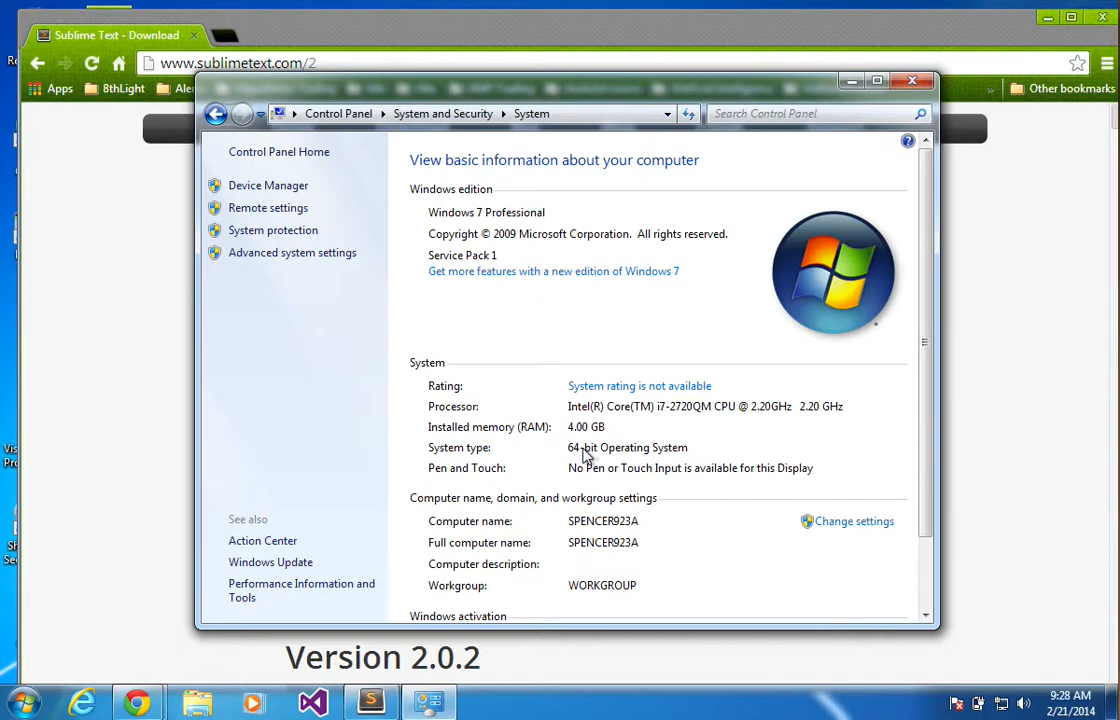 Sublime Text - Download
www.sublimetext.com/2
Apps 8thLight Aler Other bookmarks
Control Panel System and Security System Search Control Panel
Control Panel Home
Device Manager
Remote settings
System protection
Advanced system settings
See also
Action Center
Windows Update
Performance Information and
Tools
View basic information about your computer
Windows edition
Windows 7 Professional
Copyright © 2009 Microsoft Corporation. All rights reserved.
Service Pack 1
Get more features with a new edition of Windows 7
System
Rating: System rating is not available
Processor: Intel(R) Core(TM) i7-2720QM CPU @ 2.20GHz 2.20 GHz
Installed memory (RAM): 4.00 GB
System type: 64-bit Operating System
Pen and Touch: No Pen or Touch Input is available for this Display
Computer name, domain, and workgroup settings
Computer name: SPENCER923A Change settings
Full computer name: SPENCER923A
Computer description:
Workgroup: WORKGROUP
Windows activation
Version 2.0.2
9:28 AM
2/21/2014